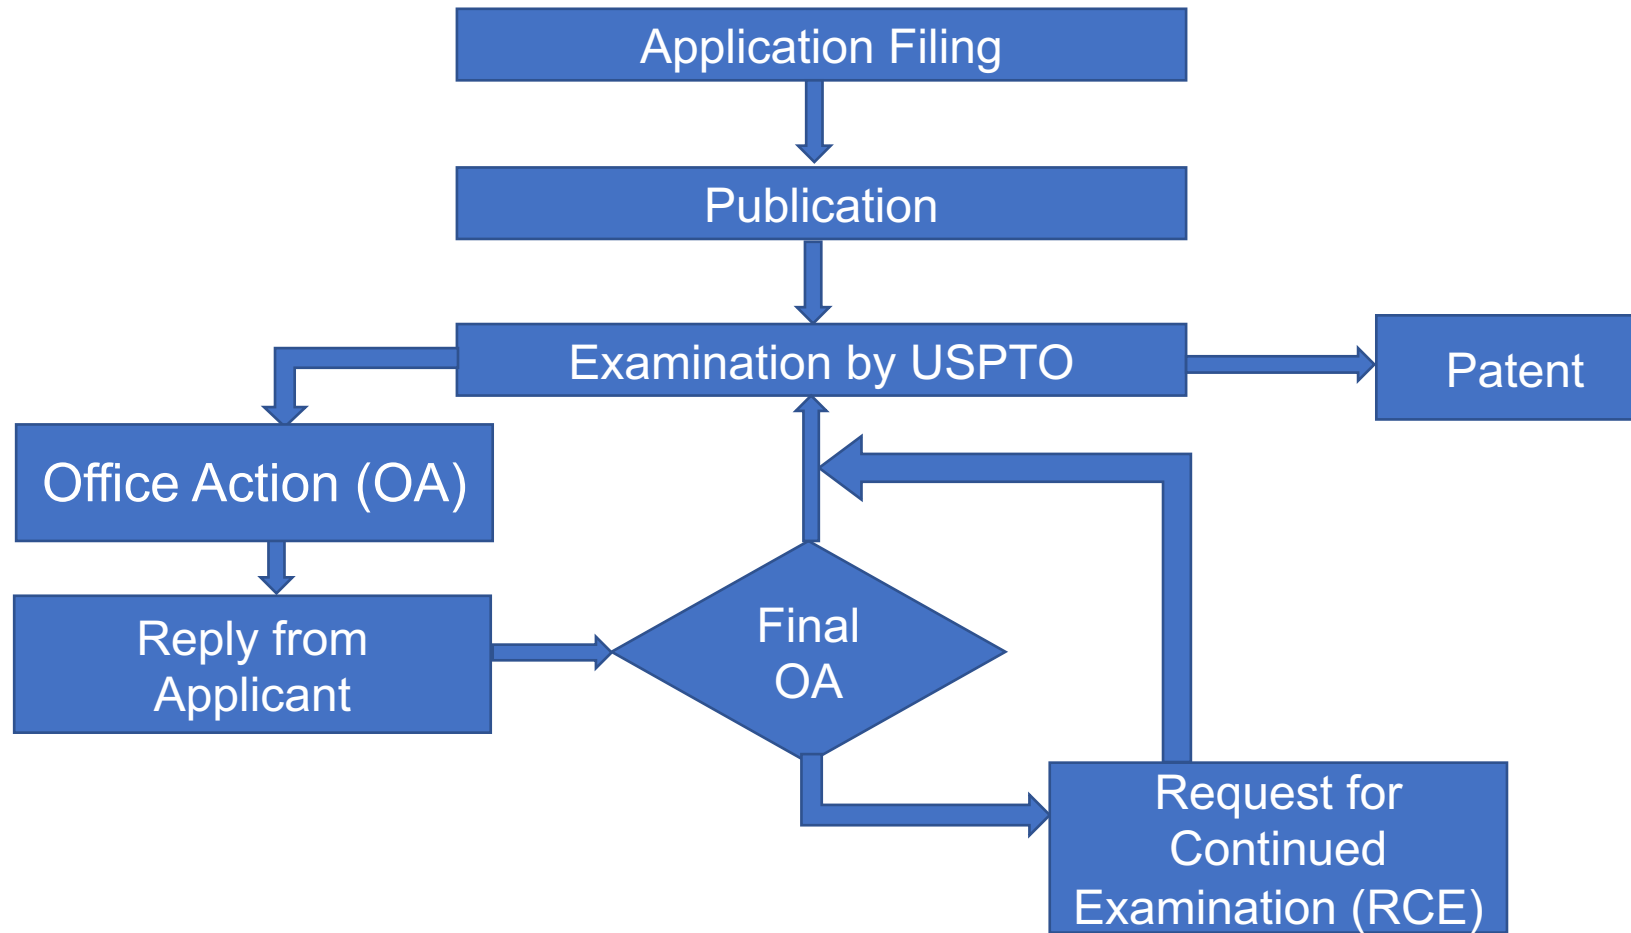 Application Filing
Publication
Examination by USPTO
Patent
Office Action (OA)
Reply from
Applicant
Final
OA
Request for
Continued
Examination (RCE)